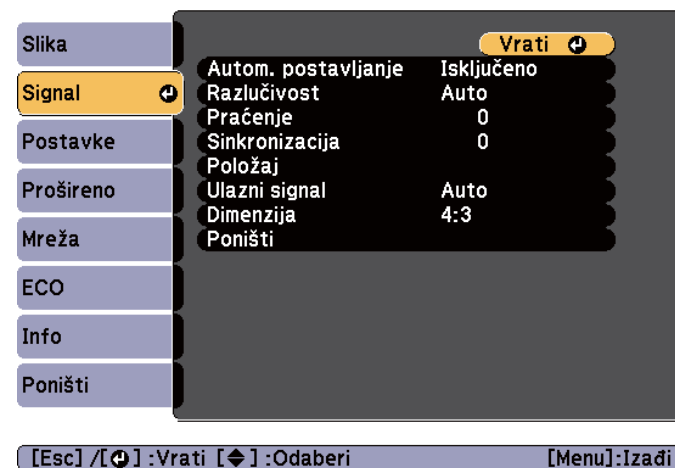 Slika
Signal
Postavke
Prošireno
Mreža
ECO
Info
Poništi
Vrati
Autom. postavljanje Isključeno
Razlučivost Auto
Praćenje 0
Sinkronizacija 0
Položaj
Ulazni signal Auto
Dimenzija 4:3
Poništi
[Esc] /[⏎] :Vrati [◆] :Odaberi [Menu]:Izađi